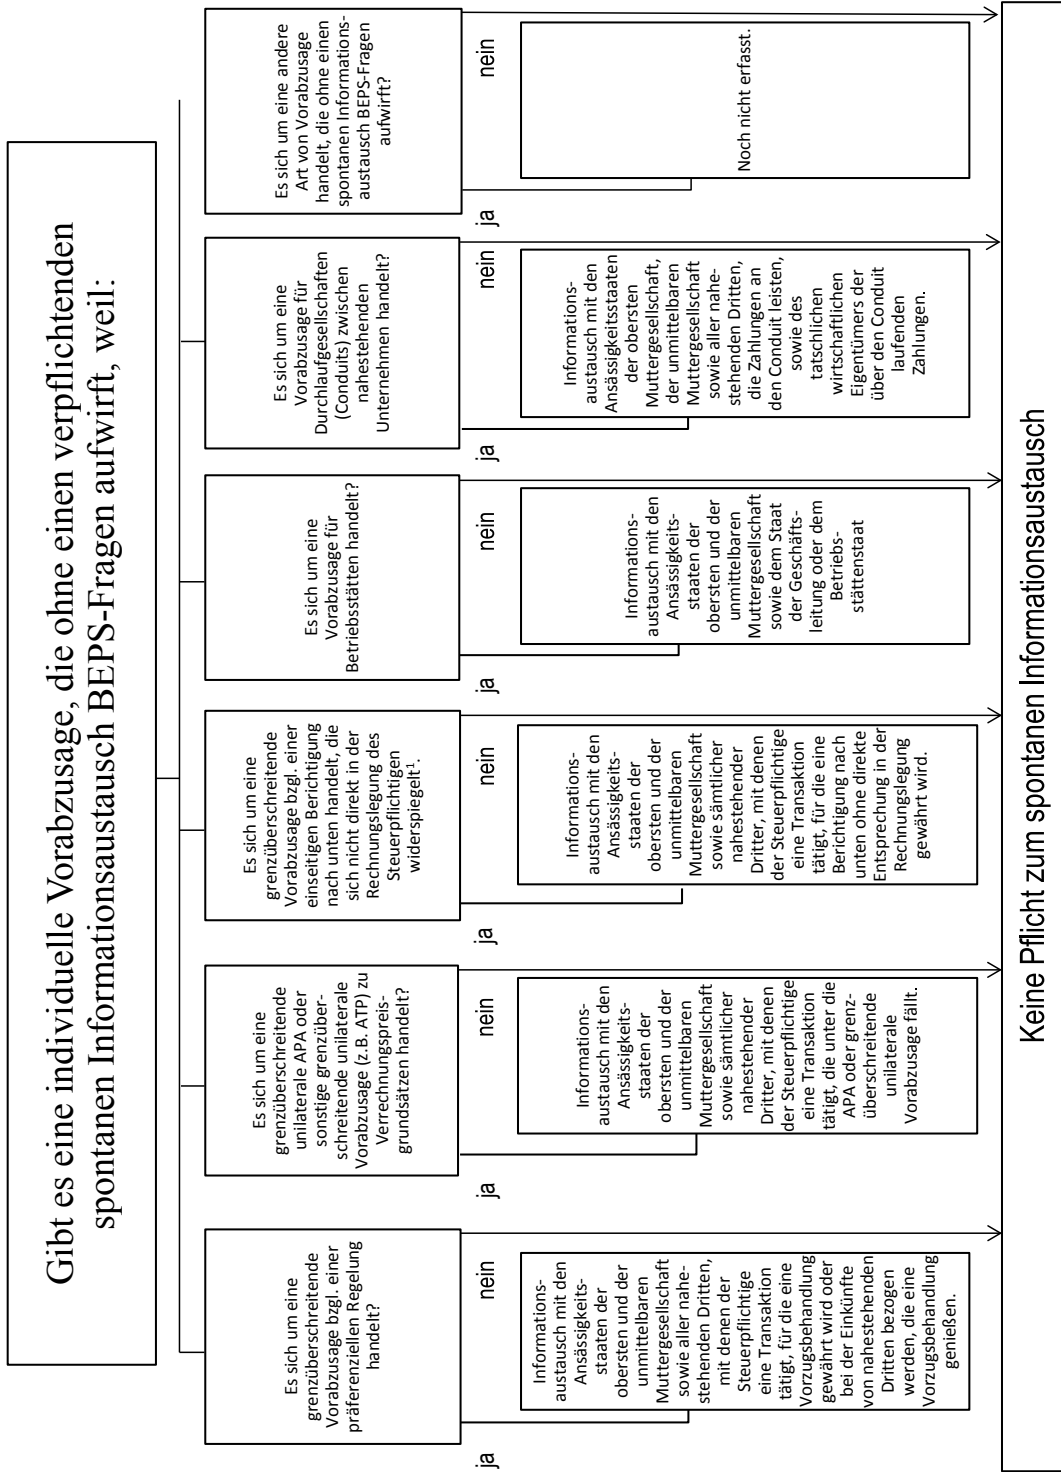 Gibt es eine individuelle Vorabzusage, die ohne einen verpflichtenden
spontanen Informationsaustausch BEPS-Fragen aufwirft, weil:
Es sich um eine
grenzüberschreitende
Vorabzusage bzgl. einer
präferenziellen Regelung
handelt?
ja
nein
Informations-
austausch mit den
Ansässigkeits-
staaten der
obersten und der
unmittelbaren
Muttergesellschaft
sowie aller nahe-
stehenden Dritten,
mit denen der
Steuerpflichtige
eine Transaktion
tätigt, für die eine
Vorzugsbehandlung
gewährt wird oder
bei der Einkünfte
von nahestehenden
Dritten bezogen
werden, die eine
Vorzugsbehandlung
genießen.
Es sich um eine
grenzüberschreitende
unilaterale APA oder
sonstige grenzüber-
schreitende unilaterale
Vorabzusage (z.B. ATP) zu
Verrechnungspreis-
grundsätzen handelt?
ja
nein
Informations-
austausch mit den
Ansässigkeits-
staaten der
obersten und der
unmittelbaren
Muttergesellschaft
sowie sämtlicher
nahestehender
Dritter, mit denen
der Steuerpflichtige
eine Transaktion
tätigt, die unter die
APA oder grenz-
überschreitende
unilaterale
Vorabzusage fällt.
Es sich um eine
grenzüberschreitende
Vorabzusage bzgl. einer
einseitigen Berichtigung
nach unten handelt, die
sich nicht direkt in der
Rechnungslegung des
Steuerpflichtigen
widerspiegelt¹.
ja
nein
Informations-
austausch mit den
Ansässigkeits-
staaten der
obersten und der
unmittelbaren
Muttergesellschaft
sowie sämtlicher
nahestehender
Dritter, mit denen
der Steuerpflichtige
eine Transaktion
tätigt, für die eine
Berichtigung nach
unten ohne direkte
Entsprechung in der
Rechnungslegung
gewährt wird.
Es sich um eine
Vorabzusage für
Betriebsstätten handelt?
ja
nein
Informations-
austausch mit den
Ansässigkeits-
staaten der
obersten und der
unmittelbaren
Muttergesellschaft
sowie dem Staat
der Geschäfts-
leitung oder dem
Betriebs-
stättenstaat
Es sich um eine
Vorabzusage für
Durchlaufgesellschaften
(Conduits) zwischen
nahestehenden
Unternehmen handelt?
ja
nein
Informations-
austausch mit den
Ansässigkeitsstaaten
der obersten
Muttergesellschaft,
der unmittelbaren
Muttergesellschaft
sowie aller nahe-
stehenden Dritten,
die Zahlungen an
den Conduit leisten,
sowie des
tatschlichen
wirtschaftlichen
Eigentümers der
über den Conduit
laufenden
Zahlungen.
Es sich um eine andere
Art von Vorabzusage
handelt, die ohne einen
spontanen Informations-
austausch BEPS-Fragen
aufwirft?
ja
nein
Noch nicht erfasst.
Keine Pflicht zum spontanen Informationsaustausch